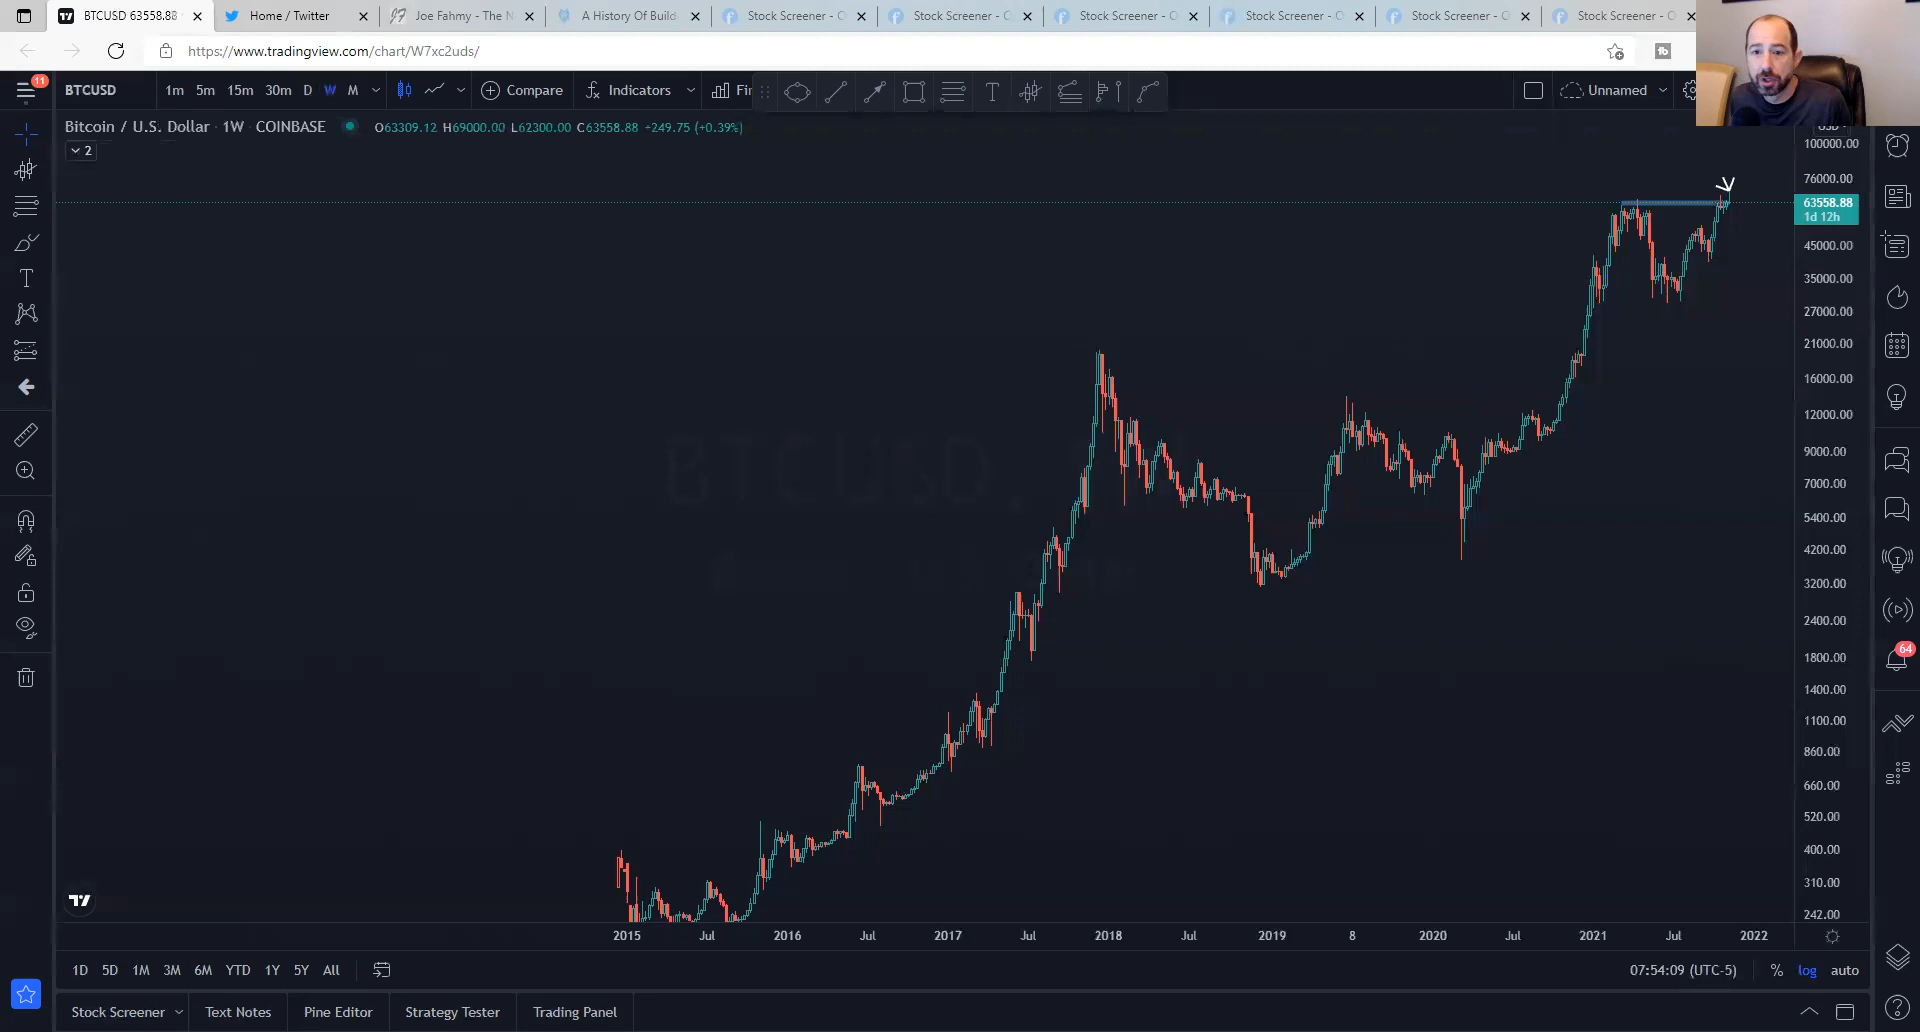 BTCUSD 63558.88
Home / Twitter
Joe Fahmy - The N
A History Of Build
Stock Screener - O
Stock Screener - O
Stock Screener - O
Stock Screener - O
Stock Screener - O
Stock Screener - O
https://www.tradingview.com/chart/W7xc2uds/
11
BTCUSD
1m 5m 15m 30m D W M
Compare
Indicators
Fi
Unnamed
Bitcoin / U.S. Dollar · 1W · COINBASE
O63309.12 H69000.00 L62300.00 C63558.88 +249.75 (+0.39%)
2
USD
100000.00
76000.00
63558.88
1d 12h
45000.00
35000.00
27000.00
21000.00
16000.00
12000.00
9000.00
7000.00
5400.00
4200.00
3200.00
2400.00
1800.00
1400.00
1100.00
860.00
660.00
520.00
400.00
310.00
242.00
64
2015 Jul 2016 Jul 2017 Jul 2018 Jul 2019 8 2020 Jul 2021 Jul 2022
1D 5D 1M 3M 6M YTD 1Y 5Y All
07:54:09 (UTC-5)
% log auto
Stock Screener
Text Notes
Pine Editor
Strategy Tester
Trading Panel